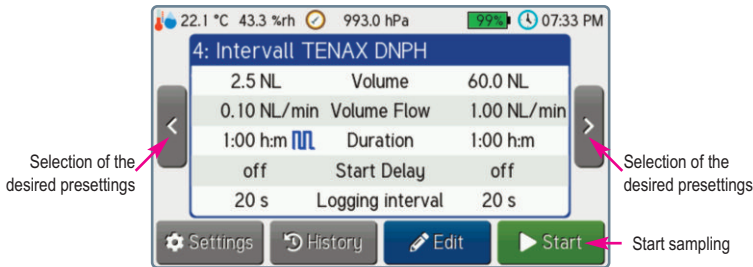 22.1 °C 43.3 %rh 993.0 hPa 99% 07:33 PM
4: Intervall TENAX DNPH
2.5 NL Volume 60.0 NL
0.10 NL/min Volume Flow 1.00 NL/min
< >
1:00 h:m Duration 1:00 h:m
Selection of the
desired presettings
Selection of the
desired presettings
off Start Delay off
20 s Logging interval 20 s
Settings History Edit Start
Start sampling